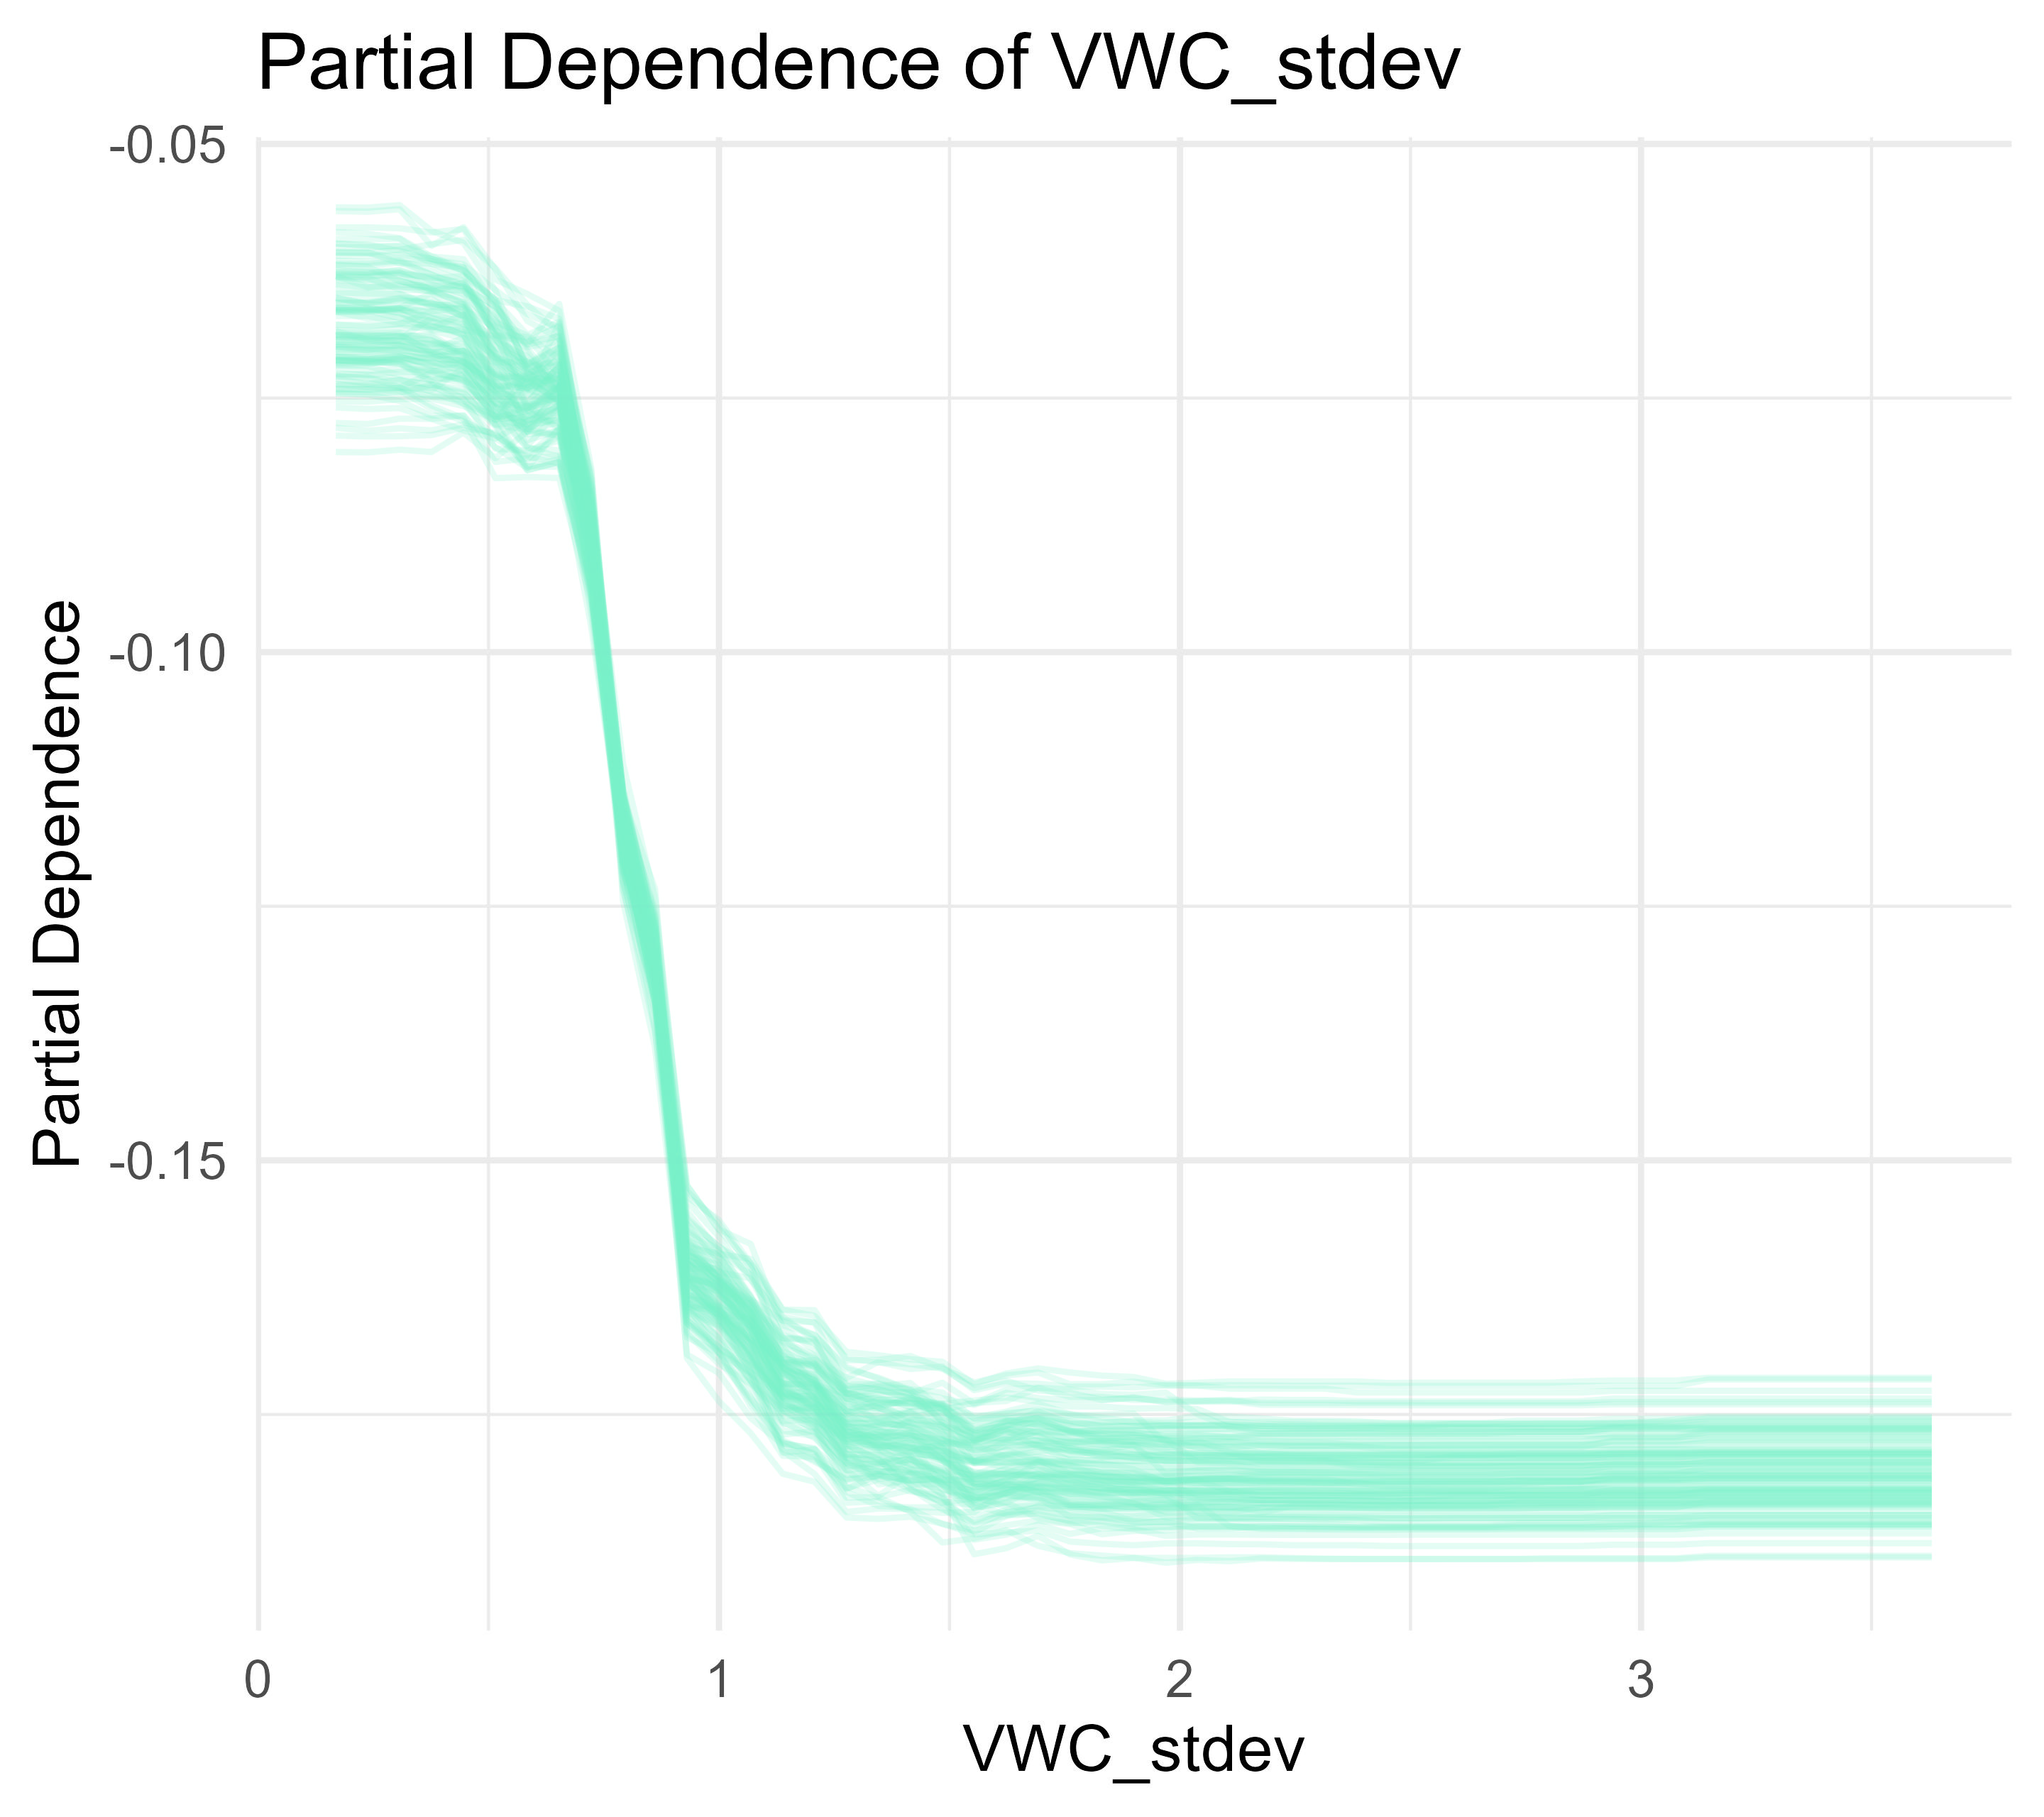 Partial Dependence of VWC_stdev
Partial Dependence
-0.05
-0.10
-0.15
0
1
2
3
VWC_stdev